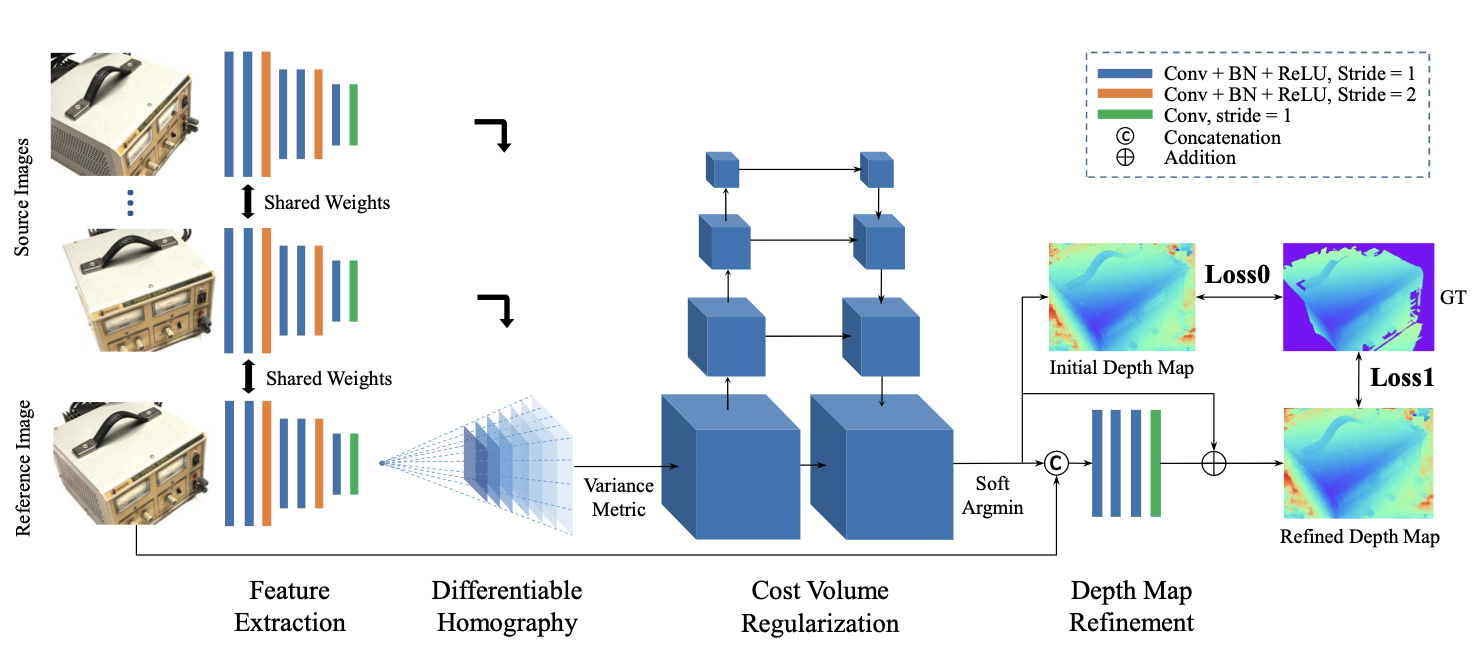 Source Images
Reference Image
Shared Weights
Shared Weights
Conv + BN + ReLU, Stride = 1
Conv + BN + ReLU, Stride = 2
Conv, stride = 1
C
Concatenation
Addition
Variance
Metric
Soft
Argmin
C
Initial Depth Map
Loss0
GT
Loss1
Refined Depth Map
Feature
Extraction
Differentiable
Homography
Cost Volume
Regularization
Depth Map
Refinement